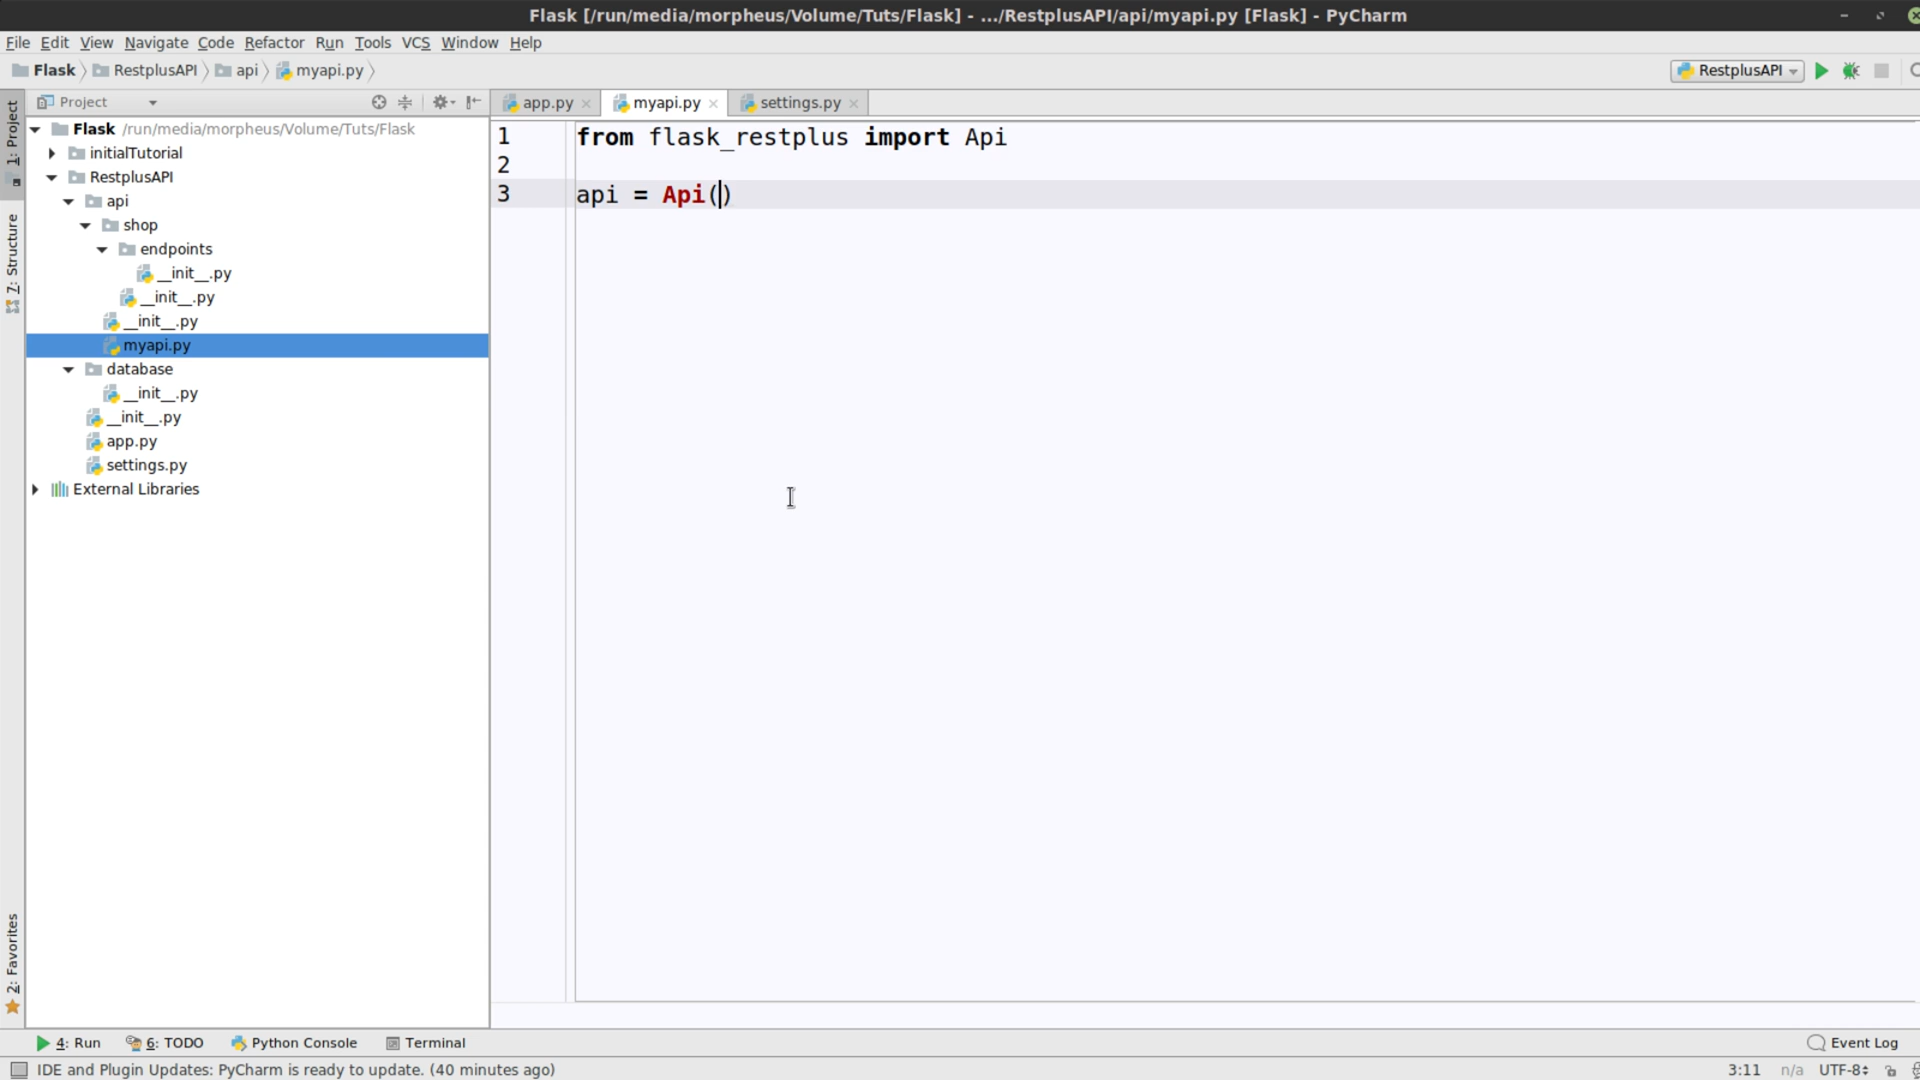 Flask [/run/media/morpheus/Volume/Tuts/Flask] - .../RestplusAPI/api/myapi.py [Flask] - PyCharm
File Edit View Navigate Code Refactor Run Tools VCS Window Help
Flask RestplusAPI api myapi.py RestplusAPI
Project app.py myapi.py settings.py
1: Project
7: Structure
2: Favorites
Flask /run/media/morpheus/Volume/Tuts/Flask
initialTutorial
RestplusAPI
api
shop
endpoints
__init__.py
__init__.py
__init__.py
myapi.py
database
__init__.py
__init__.py
app.py
settings.py
External Libraries
1 from flask_restplus import Api
2
3 api = Api()
4: Run 6: TODO Python Console Terminal Event Log
IDE and Plugin Updates: PyCharm is ready to update. (40 minutes ago) 3:11 n/a UTF-8